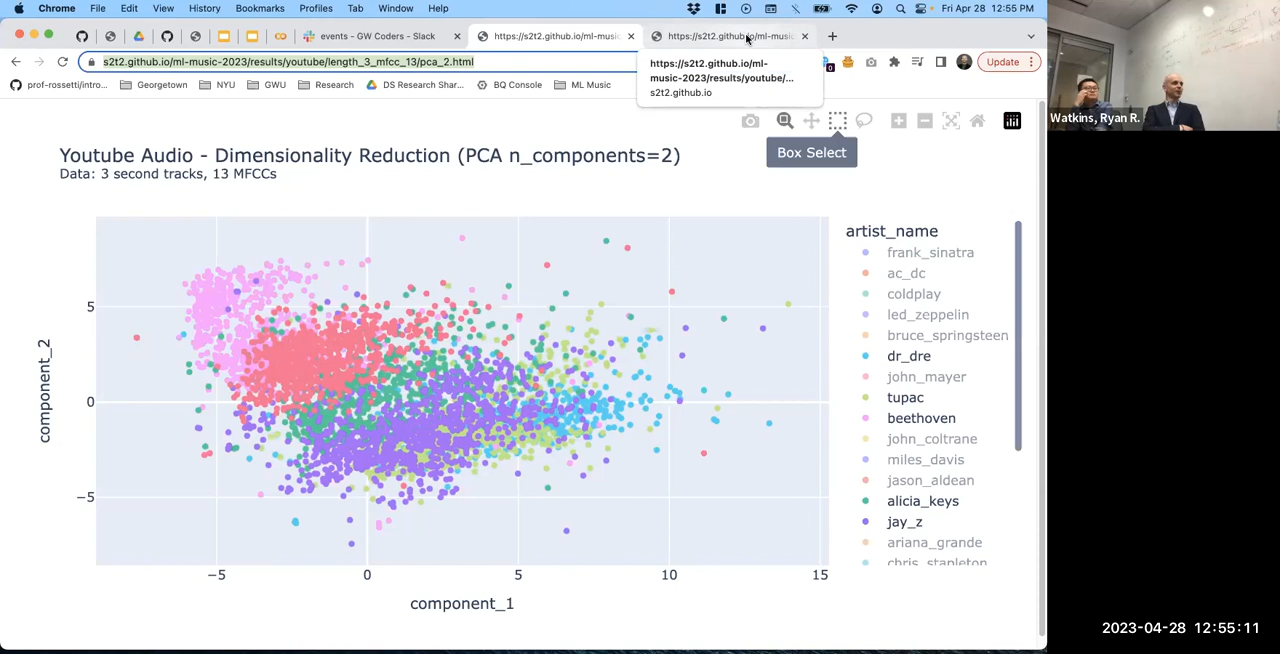 Chrome File Edit View History Bookmarks Profiles Tab Window Help Fri Apr 28 12:55 PM
events - GW Coders - Slack https://s2t2.github.io/ml-music https://s2t2.github.io/ml-music
s2t2.github.io/ml-music-2023/results/youtube/length_3_mfcc_13/pca_2.html Update
https://s2t2.github.io/ml-
music-2023/results/youtube/...
s2t2.github.io
prof-rossetti/intro... Georgetown NYU GWU Research DS Research Shar... BQ Console ML Music
Watkins, Ryan R.
Box Select
Youtube Audio - Dimensionality Reduction (PCA n_components=2)
Data: 3 second tracks, 13 MFCCs
artist_name
frank_sinatra
ac_dc
coldplay
led_zeppelin
bruce_springsteen
dr_dre
john_mayer
tupac
beethoven
john_coltrane
miles_davis
jason_aldean
alicia_keys
jay_z
ariana_grande
chris_stapleton
component_2
5
0
−5
−5 0 5 10 15
component_1
2023-04-28 12:55:11